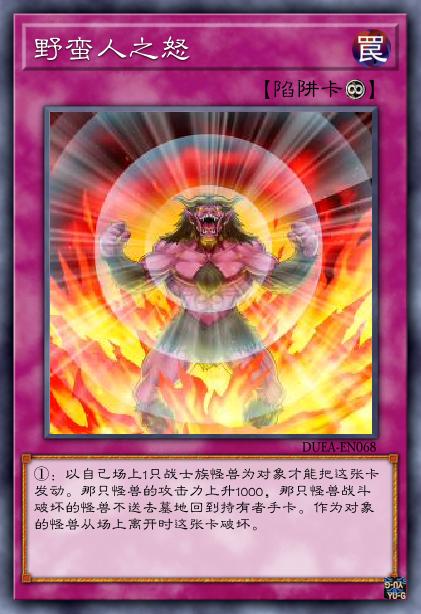 野蛮人之怒
罠
【陷阱卡♾】
DUEA-EN068
①：以自己场上1只战士族怪兽为对象才能把这张卡
发动。那只怪兽的攻击力上升1000，那只怪兽战斗
破坏的怪兽不送去墓地回到持有者手卡。作为对象
的怪兽从场上离开时这张卡破坏。
YU-G